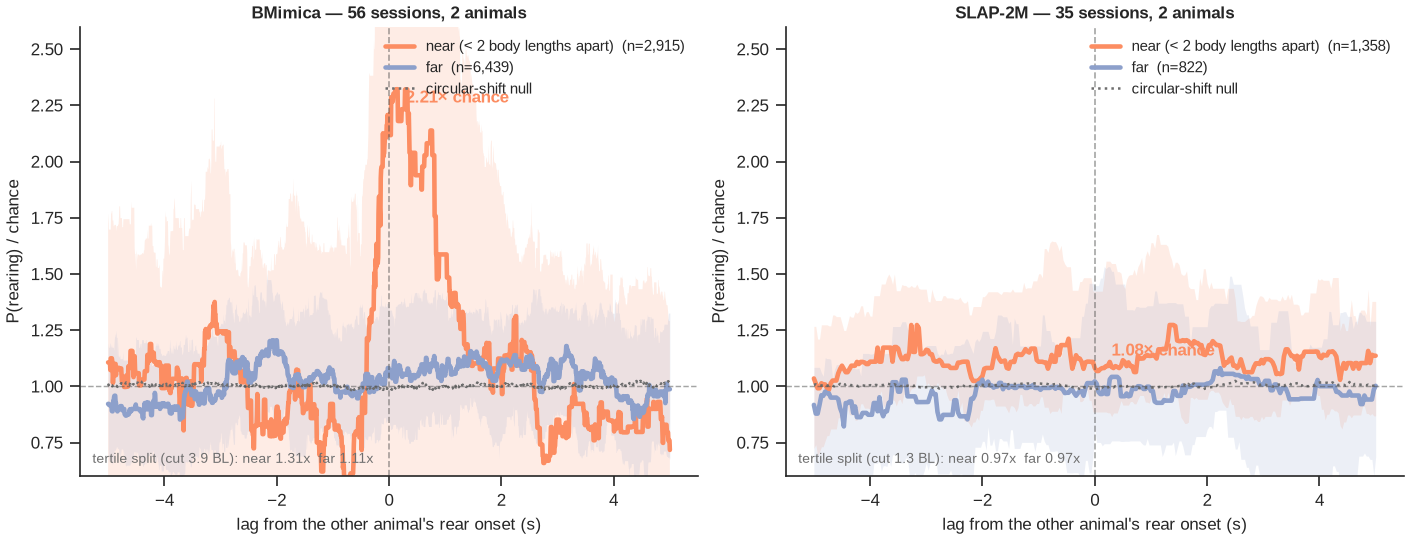 BMimica — 56 sessions, 2 animals
near (< 2 body lengths apart)  (n=2,915)
far  (n=6,439)
circular-shift null
2.21× chance
P(rearing) / chance
2.50
2.25
2.00
1.75
1.50
1.25
1.00
0.75
tertile split (cut 3.9 BL): near 1.31x  far 1.11x
−4
−2
0
2
4
lag from the other animal's rear onset (s)
SLAP-2M — 35 sessions, 2 animals
near (< 2 body lengths apart)  (n=1,358)
far  (n=822)
circular-shift null
1.08× chance
P(rearing) / chance
2.50
2.25
2.00
1.75
1.50
1.25
1.00
0.75
tertile split (cut 1.3 BL): near 0.97x  far 0.97x
−4
−2
0
2
4
lag from the other animal's rear onset (s)